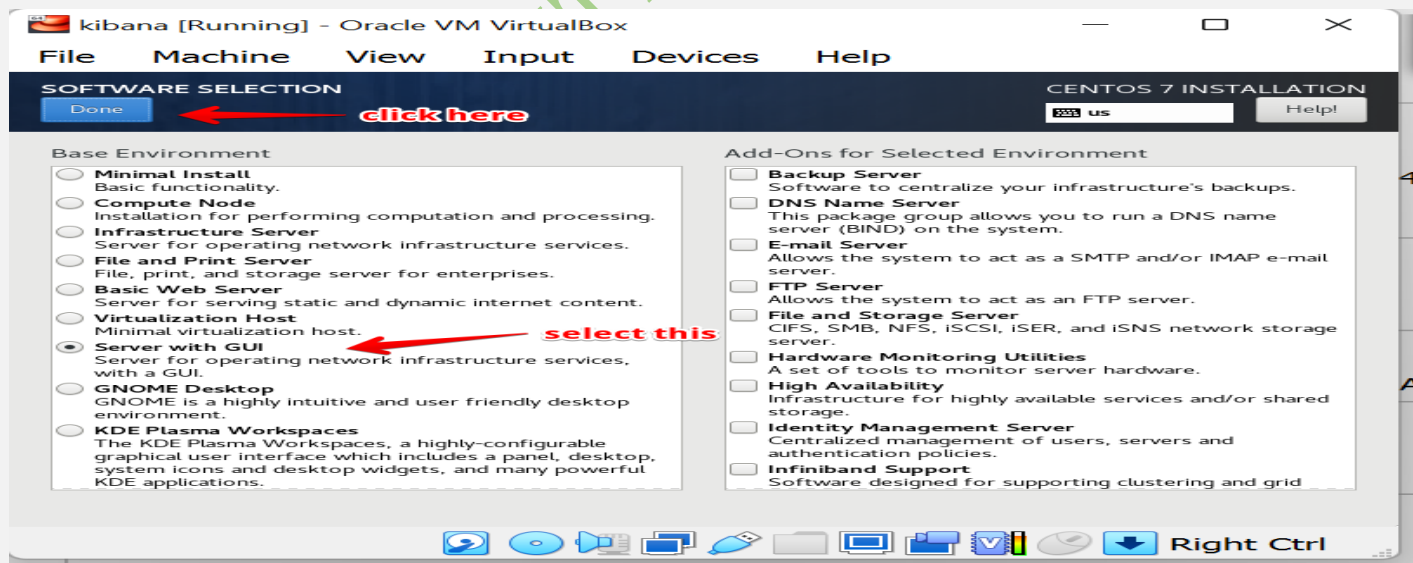 kibana [Running] - Oracle VM VirtualBox
File Machine View Input Devices Help
SOFTWARE SELECTION
CENTOS 7 INSTALLATION
Done
click here
us
Help!
Base Environment
Minimal Install
Basic functionality.
Compute Node
Installation for performing computation and processing.
Infrastructure Server
Server for operating network infrastructure services.
File and Print Server
File, print, and storage server for enterprises.
Basic Web Server
Server for serving static and dynamic internet content.
Virtualization Host
Minimal virtualization host.
select this
Server with GUI
Server for operating network infrastructure services,
with a GUI.
GNOME Desktop
GNOME is a highly intuitive and user friendly desktop
environment.
KDE Plasma Workspaces
The KDE Plasma Workspaces, a highly-configurable
graphical user interface which includes a panel, desktop,
system icons and desktop widgets, and many powerful
KDE applications.
Add-Ons for Selected Environment
Backup Server
Software to centralize your infrastructure's backups.
DNS Name Server
This package group allows you to run a DNS name
server (BIND) on the system.
E-mail Server
Allows the system to act as a SMTP and/or IMAP e-mail
server.
FTP Server
Allows the system to act as an FTP server.
File and Storage Server
CIFS, SMB, NFS, iSCSI, iSER, and iSNS network storage
server.
Hardware Monitoring Utilities
A set of tools to monitor server hardware.
High Availability
Infrastructure for highly available services and/or shared
storage.
Identity Management Server
Centralized management of users, servers and
authentication policies.
Infiniband Support
Software designed for supporting clustering and grid
Right Ctrl